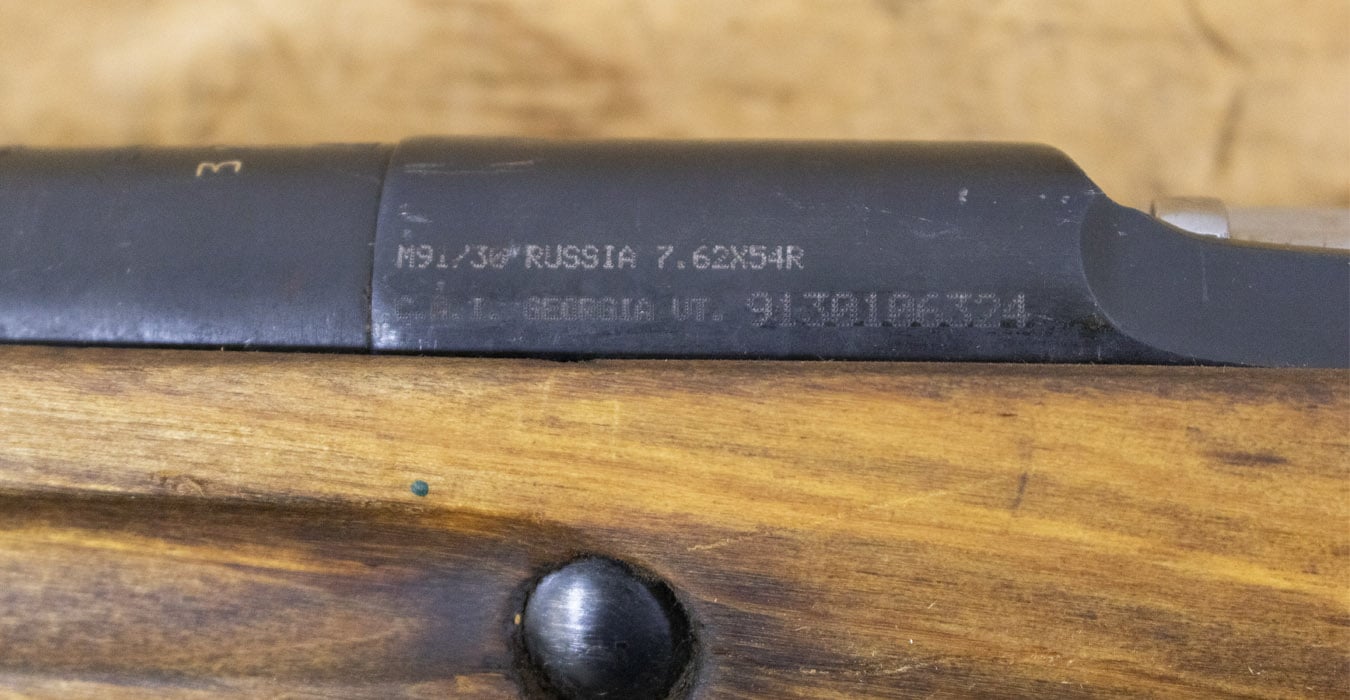 M91/30 RUSSIA 7.62X54R
C.A.I. GEORGIA VT. 9130106324